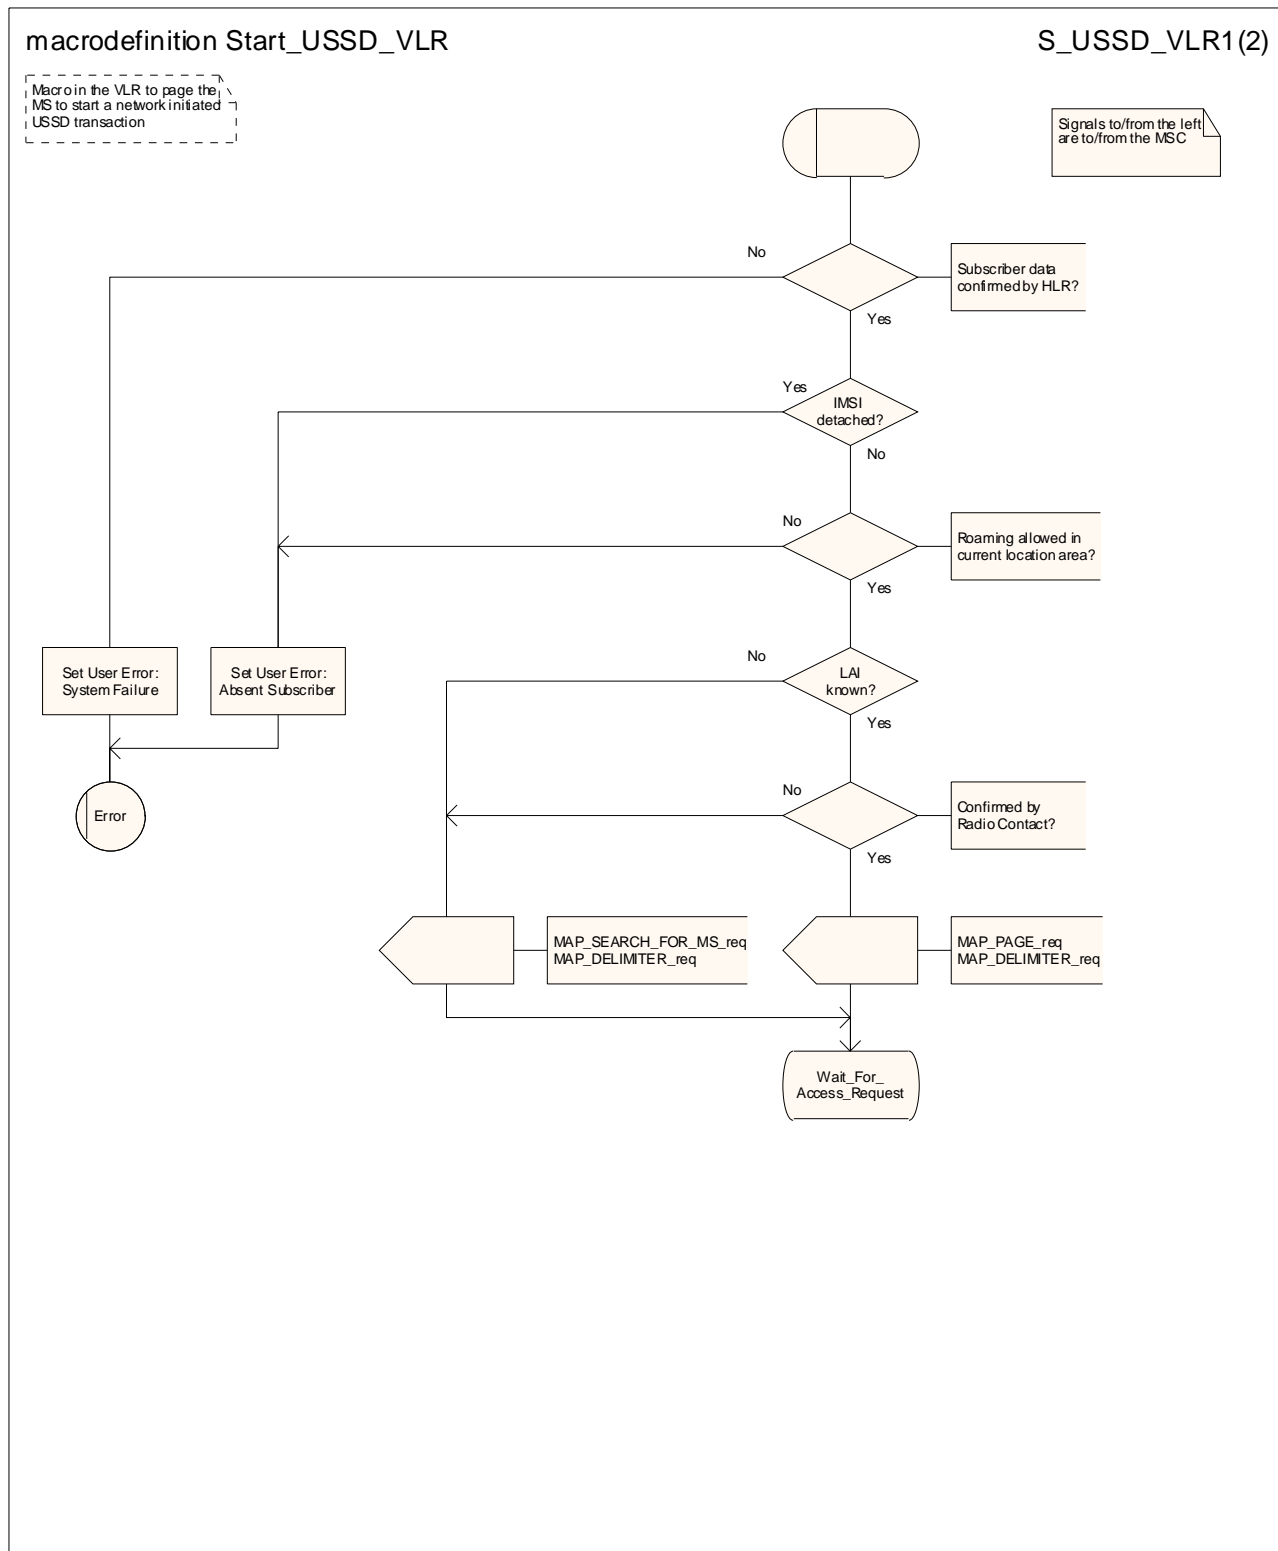 macrodefinition Start_USSD_VLR
S_USSD_VLR1(2)
Macro in the VLR to page the
MS to start a network initiated
USSD transaction
Signals to/from the left
are to/from the MSC
No
Subscriber data
confirmed by HLR?
Yes
Yes
IMSI
detached?
No
No
Roaming allowed in
current location area?
Yes
No
LAI
known?
Yes
Set User Error:
System Failure
Set User Error:
Absent Subscriber
No
Confirmed by
Radio Contact?
Error
Yes
MAP_SEARCH_FOR_MS_req
MAP_DELIMITER_req
MAP_PAGE_req
MAP_DELIMITER_req
Wait_For_
Access_Request